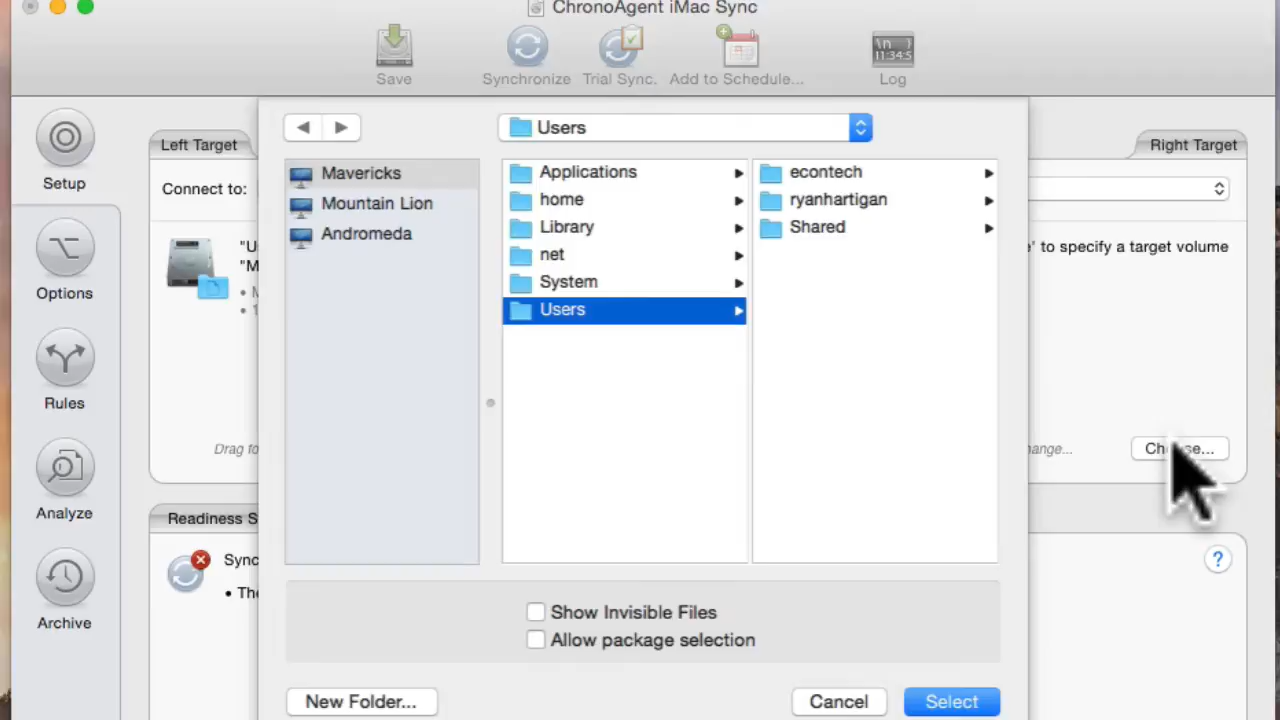 ChronoAgent iMac Sync
Save
Synchronize
Trial Sync.
Add to Schedule...
Log
Setup
Options
Rules
Analyze
Archive
Left Target
Connect to:
"M
Drag
Readiness S
Sync
Users
Mavericks
Mountain Lion
Andromeda
Applications
home
Library
net
System
Users
econtech
ryanhartigan
Shared
Show Invisible Files
Allow package selection
New Folder...
Cancel
Select
Right Target
' to specify a target volume
ange...
?